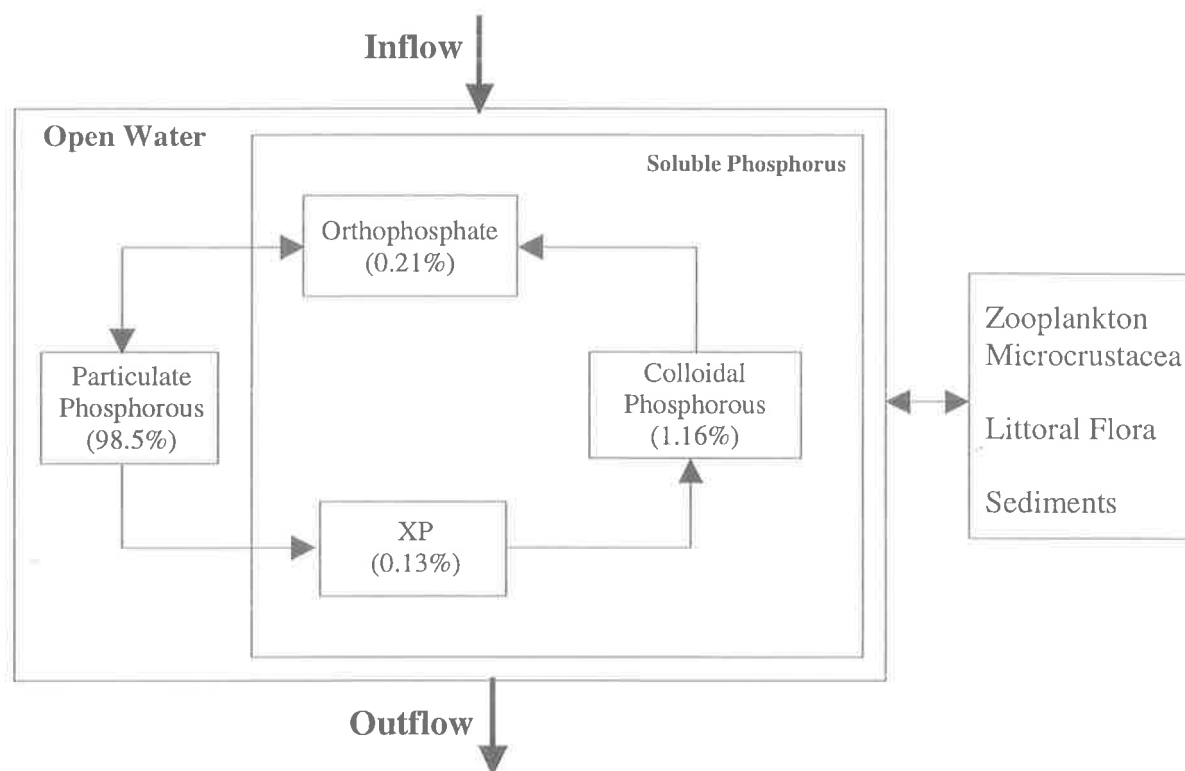 Inflow
Open Water
Soluble Phosphorus
Orthophosphate
(0.21%)
Particulate
Phosphorous
(98.5%)
Colloidal
Phosphorous
(1.16%)
XP
(0.13%)
Zooplankton
Microcrustacea
Littoral Flora
Sediments
Outflow